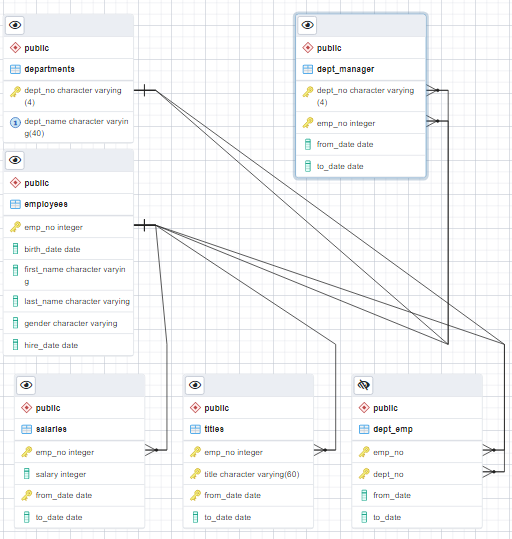 public
departments
dept_no character varying
(4)
dept_name character varyin
g(40)
public
employees
emp_no integer
birth_date date
first_name character varyin
g
last_name character varying
gender character varying
hire_date date
public
dept_manager
dept_no character varying
(4)
emp_no integer
from_date date
to_date date
public
salaries
emp_no integer
salary integer
from_date date
to_date date
public
titles
emp_no integer
title character varying(60)
from_date date
to_date date
public
dept_emp
emp_no
dept_no
from_date
to_date